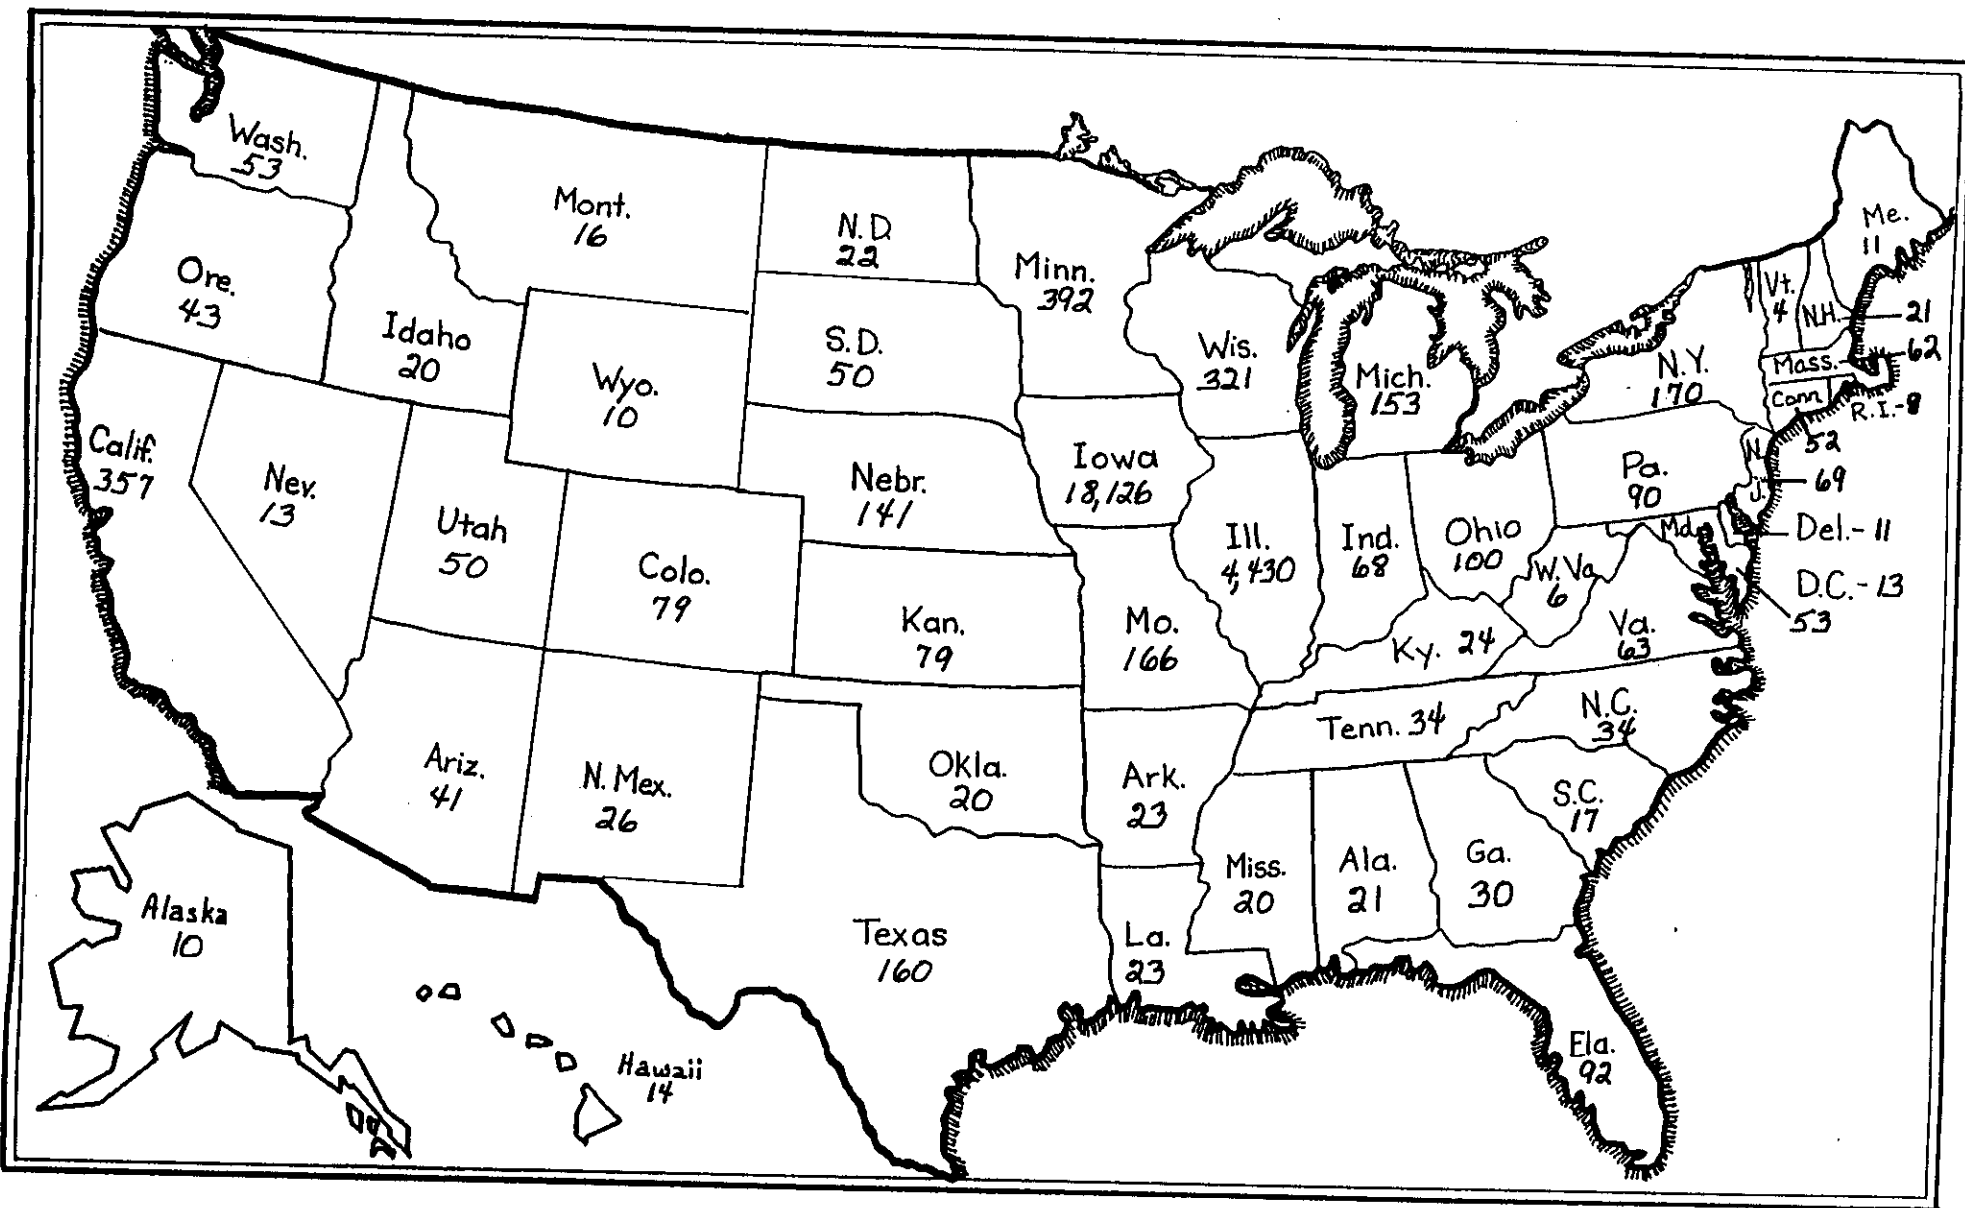 Wash.
53
Ore.
43
Calif.
357
Nev.
13
Idaho
20
Mont.
16
Wyo.
10
Utah
50
Colo.
79
Ariz.
41
N. Mex.
26
N.D.
22
S.D.
50
Nebr.
141
Kan.
79
Okla.
20
Texas
160
Minn.
392
Iowa
18,126
Mo.
166
Ark.
23
La.
23
Wis.
321
Ill.
4,430
Mich.
153
Ind.
68
Ohio
100
Ky. 24
Tenn. 34
Miss.
20
Ala.
21
Ga.
30
Ela.
92
S.C.
17
N.C.
34
Va.
63
W. Va.
6
Pa.
90
N.Y.
170
Vt.
4
N.H.
21
Me.
11
Mass.
62
Conn
52
R.I.-8
N.
J.
69
Del.-11
Md.
53
D.C.-13
Alaska
10
Hawaii
14